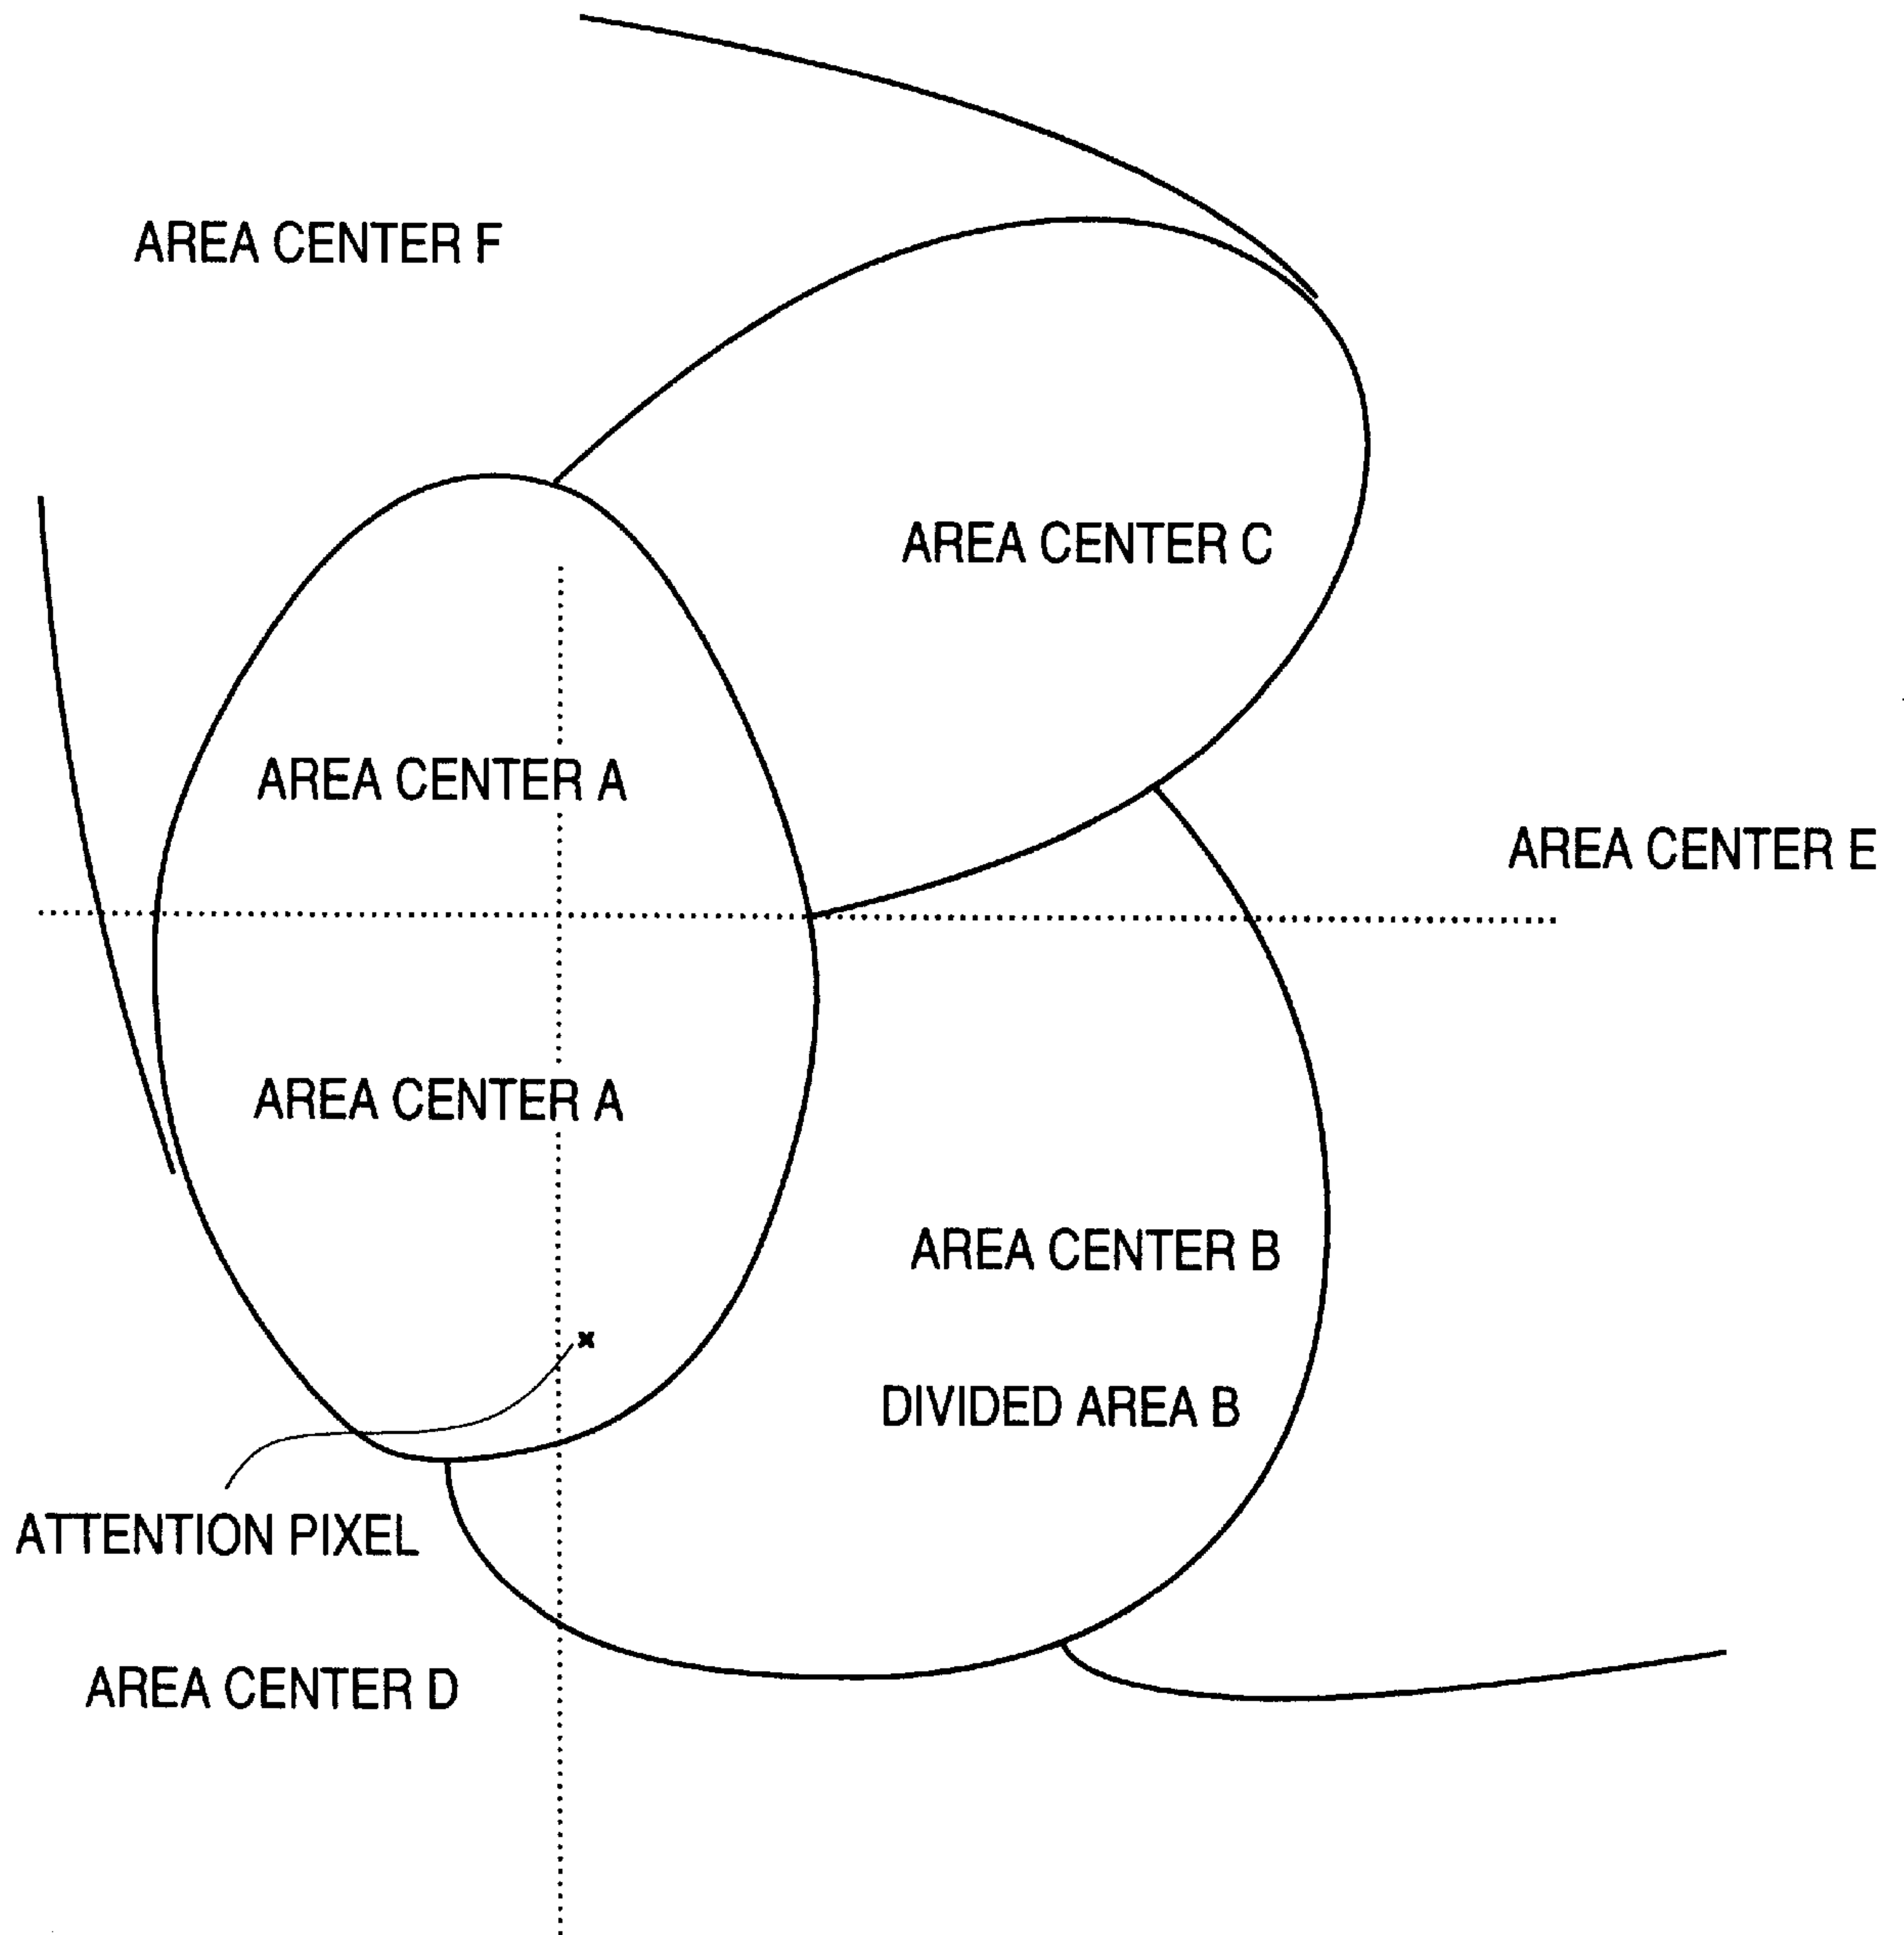 AREA CENTER F
AREA CENTER C
AREA CENTER A
AREA CENTER E
AREA CENTER A
AREA CENTER B
DIVIDED AREA B
ATTENTION PIXEL
AREA CENTER D